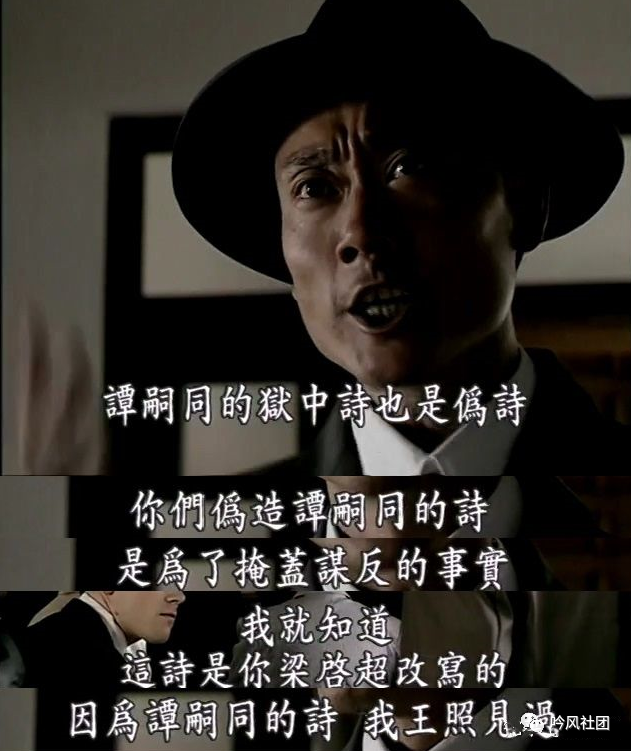 譚嗣同的獄中詩也是僞詩
你們僞造譚嗣同的詩
是爲了掩蓋謀反的事實
我就知道
這詩是你梁啓超改寫的
因爲譚嗣同的詩 我王照見過
吟风社团